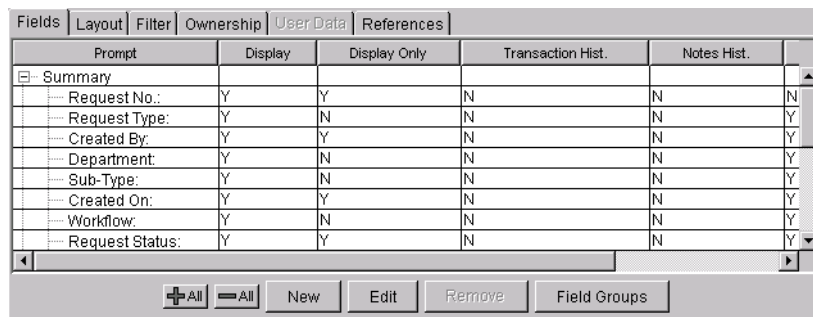 Fields Layout Filter Ownership User Data References
Prompt Display Display Only Transaction Hist. Notes Hist.
Summary
Request No.: Y Y N N N
Request Type: Y N N N Y
Created By: Y Y N N Y
Department: Y N N N Y
Sub-Type: Y N N N Y
Created On: Y Y N N Y
Workflow: Y N N N Y
Request Status: Y Y N N Y
All All New Edit Remove Field Groups